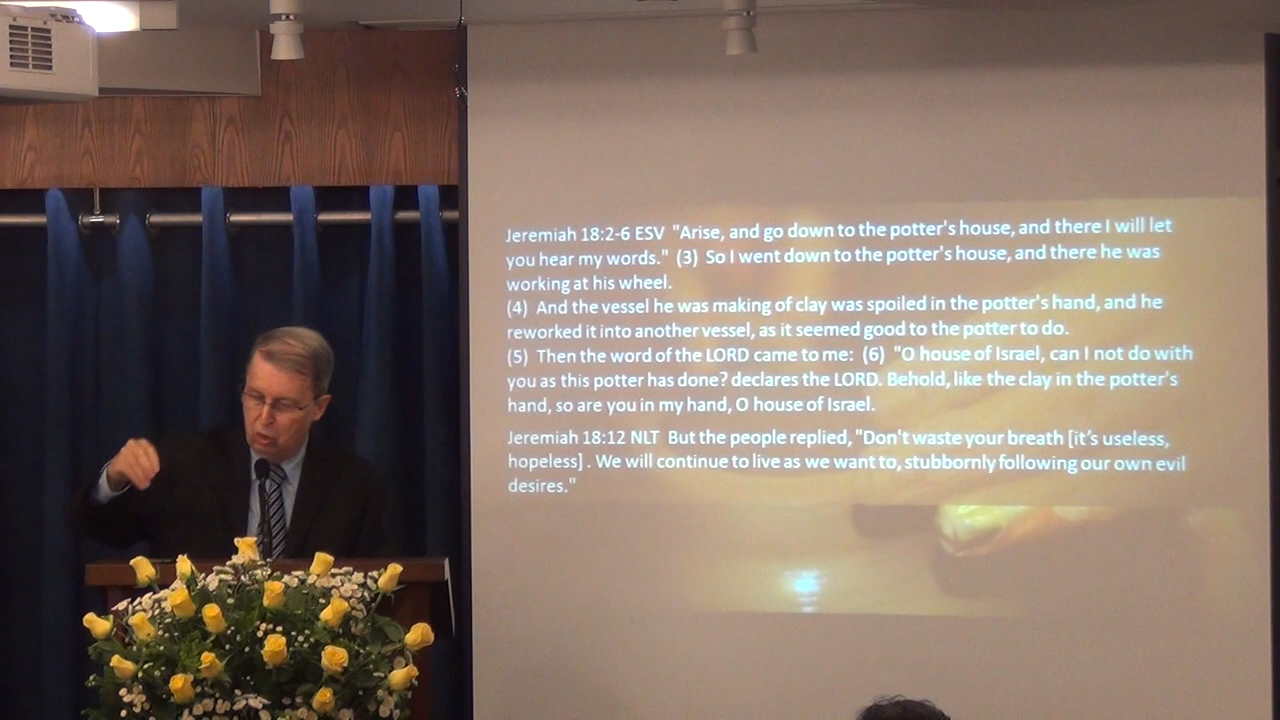 Jeremiah 18:2-6 ESV "Arise, and go down to the potter's house, and there I will let
you hear my words." (3) So I went down to the potter's house, and there he was
working at his wheel.
(4) And the vessel he was making of clay was spoiled in the potter's hand, and he
reworked it into another vessel, as it seemed good to the potter to do.
(5) Then the word of the LORD came to me: (6) "O house of Israel, can I not do with
you as this potter has done? declares the LORD. Behold, like the clay in the potter's
hand, so are you in my hand, O house of Israel.
Jeremiah 18:12 NLT But the people replied, "Don't waste your breath [it's useless,
hopeless] . We will continue to live as we want to, stubbornly following our own evil
desires."